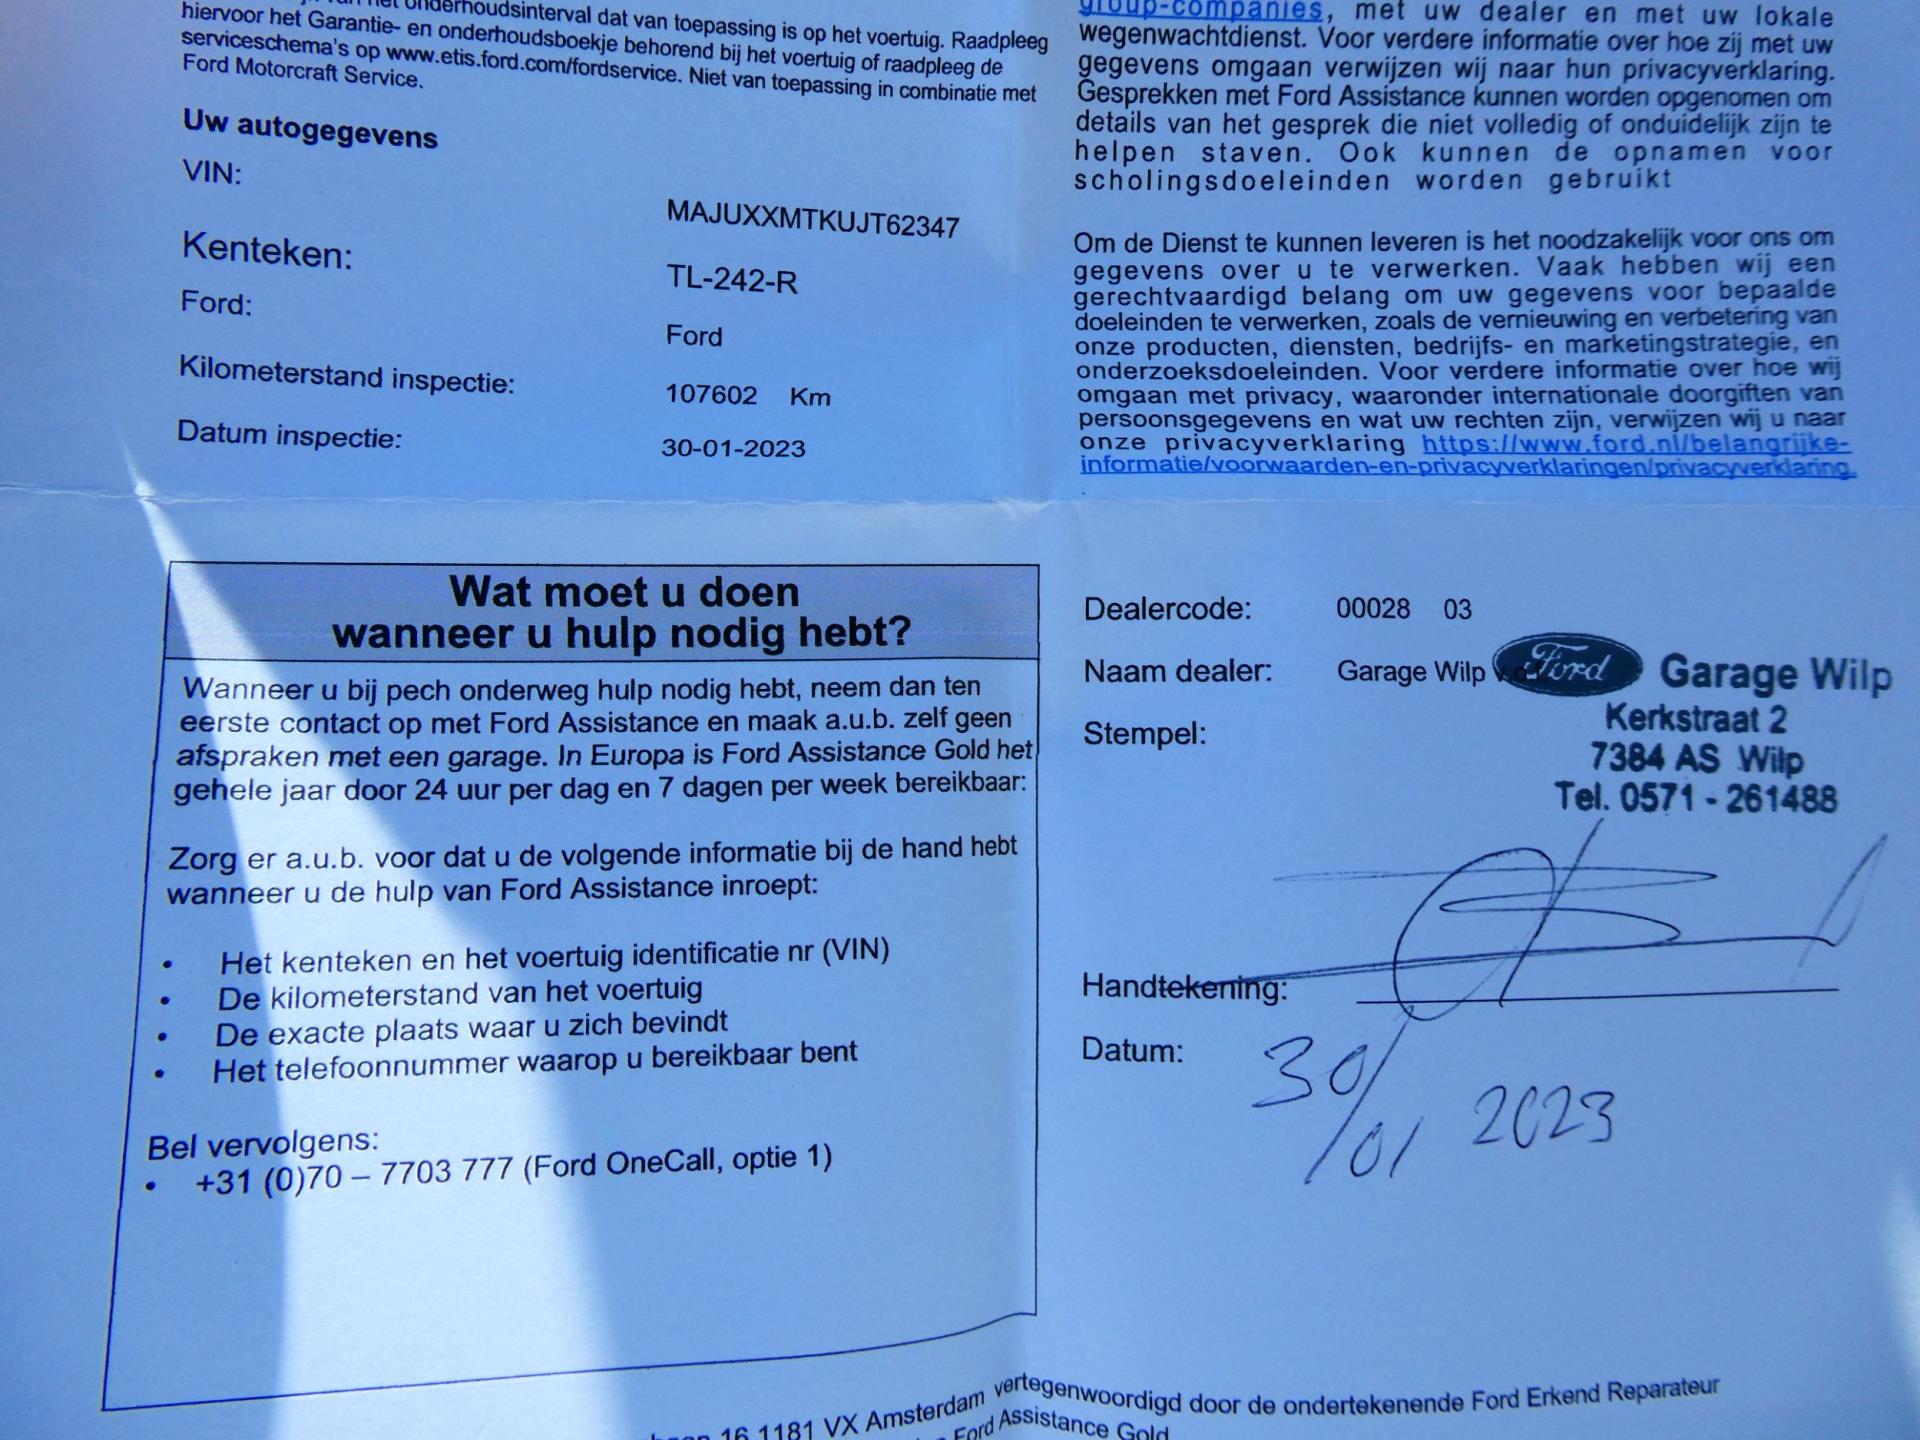 onderhoudsinterval dat van toepassing is op het voertuig. Raadpleeg
hiervoor het Garantie- en onderhoudsboekje behorend bij het voertuig of raadpleeg de
serviceschema's op www.etis.ford.com/fordservice. Niet van toepassing in combinatie met
Ford Motorcraft Service.
Uw autogegevens
VIN:
MAJUXXMTKUJT62347
Kenteken:
TL-242-R
Ford:
Ford
Kilometerstand inspectie:
107602 Km
Datum inspectie:
30-01-2023
Wat moet u doen
wanneer u hulp nodig hebt?
Wanneer u bij pech onderweg hulp nodig hebt, neem dan ten
eerste contact op met Ford Assistance en maak a.u.b. zelf geen
afspraken met een garage. In Europa is Ford Assistance Gold het
gehele jaar door 24 uur per dag en 7 dagen per week bereikbaar:
Zorg er a.u.b. voor dat u de volgende informatie bij de hand hebt
wanneer u de hulp van Ford Assistance inroept:
• Het kenteken en het voertuig identificatie nr (VIN)
• De kilometerstand van het voertuig
• De exacte plaats waar u zich bevindt
• Het telefoonnummer waarop u bereikbaar bent
Bel vervolgens:
• +31 (0)70 – 7703 777 (Ford OneCall, optie 1)
group-companies, met uw dealer en met uw lokale
wegenwachtdienst. Voor verdere informatie over hoe zij met uw
gegevens omgaan verwijzen wij naar hun privacyverklaring.
Gesprekken met Ford Assistance kunnen worden opgenomen om
details van het gesprek die niet volledig of onduidelijk zijn te
helpen staven. Ook kunnen de opnamen voor
scholingsdoeleinden worden gebruikt
Om de Dienst te kunnen leveren is het noodzakelijk voor ons om
gegevens over u te verwerken. Vaak hebben wij een
gerechtvaardigd belang om uw gegevens voor bepaalde
doeleinden te verwerken, zoals de vernieuwing en verbetering van
onze producten, diensten, bedrijfs- en marketingstrategie, en
onderzoeksdoeleinden. Voor verdere informatie over hoe wij
omgaan met privacy, waaronder internationale doorgiften van
persoonsgegevens en wat uw rechten zijn, verwijzen wij u naar
onze privacyverklaring https://www.ford.nl/belangrijke-
informatie/voorwaarden-en-privacyverklaringen/privacyverklaring.
Dealercode: 00028 03
Naam dealer: Garage Wilp
Ford Garage Wilp
Stempel:
Kerkstraat 2
7384 AS Wilp
Tel. 0571 - 261488
Handtekening:
Datum: 30/01 2023
16 1181 VX Amsterdam vertegenwoordigd door de ondertekenende Ford Erkend Reparateur
Ford Assistance Gold